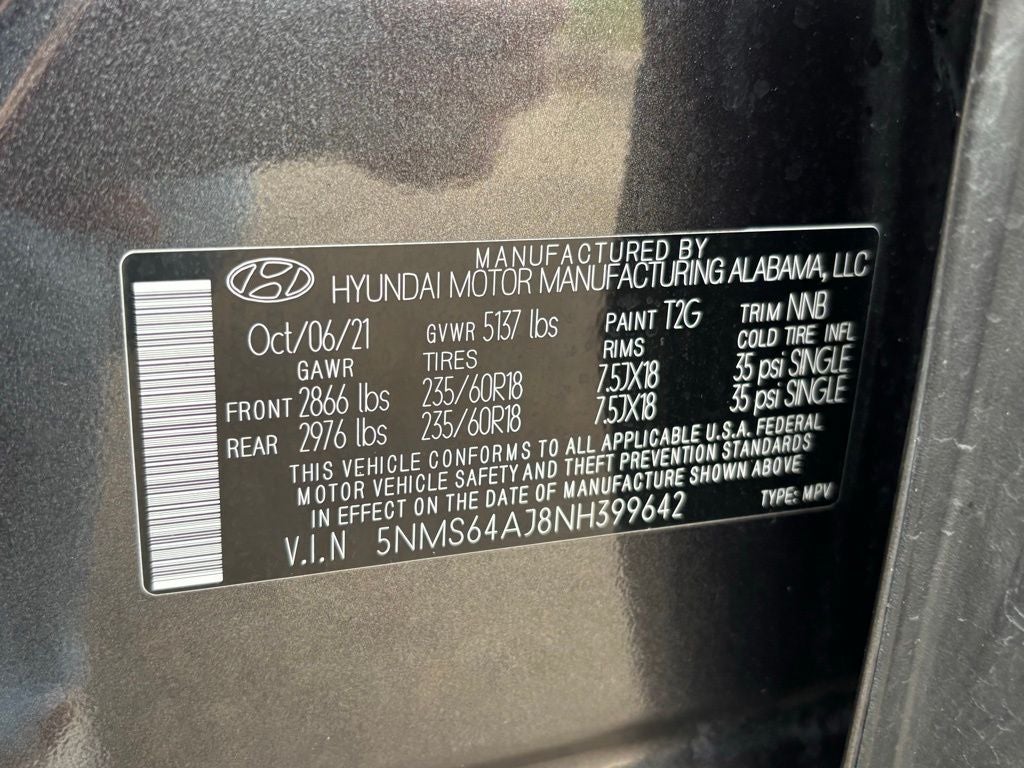 MANUFACTURED BY
HYUNDAI MOTOR MANUFACTURING ALABAMA, LLC
Oct/06/21 GVWR 5137 lbs PAINT T2G TRIM NNB
GAWR TIRES RIMS COLD TIRE INFL
FRONT 2866 lbs 235/60R18 7.5JX18 35 psi SINGLE
REAR 2976 lbs 235/60R18 7.5JX18 35 psi SINGLE
THIS VEHICLE CONFORMS TO ALL APPLICABLE U.S.A. FEDERAL
MOTOR VEHICLE SAFETY AND THEFT PREVENTION STANDARDS
IN EFFECT ON THE DATE OF MANUFACTURE SHOWN ABOVE
V.I.N 5NMS64AJ8NH399642 TYPE: MPV